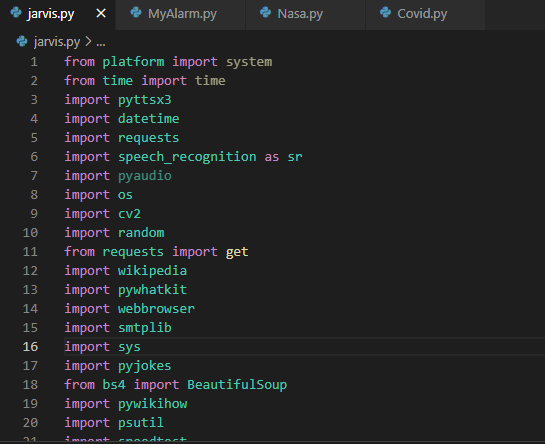 jarvis.py × MyAlarm.py Nasa.py Covid.py
jarvis.py > ...
1 from platform import system
2 from time import time
3 import pyttsx3
4 import datetime
5 import requests
6 import speech_recognition as sr
7 import pyaudio
8 import os
9 import cv2
10 import random
11 from requests import get
12 import wikipedia
13 import pywhatkit
14 import webbrowser
15 import smtplib
16 import sys
17 import pyjokes
18 from bs4 import BeautifulSoup
19 import pywikihow
20 import psutil
21 import speedtest